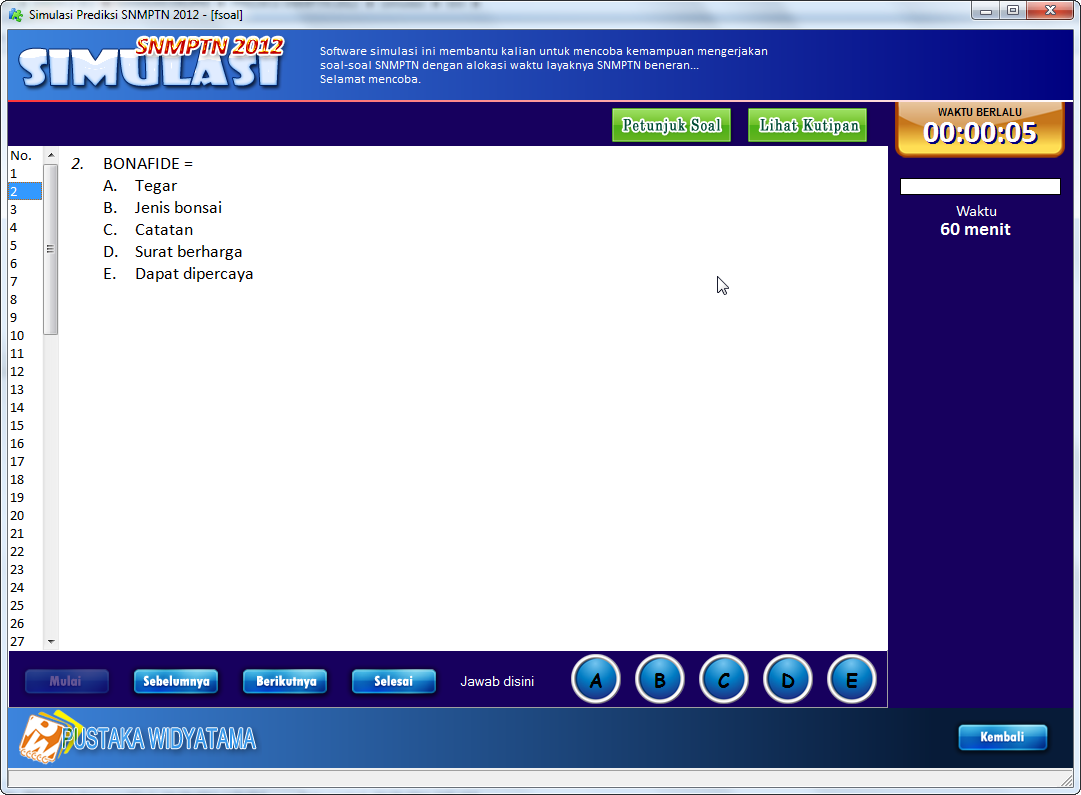 Simulasi Prediksi SNMPTN 2012 - [fsoal]
SNMPTN 2012
SIMULASI
Software simulasi ini membantu kalian untuk mencoba kemampuan mengerjakan
soal-soal SNMPTN dengan alokasi waktu layaknya SNMPTN beneran...
Selamat mencoba.
Petunjuk Soal
Lihat Kutipan
WAKTU BERLALU
00:00:05
Waktu
60 menit
No.
1
2
3
4
5
6
7
8
9
10
11
12
13
14
15
16
17
18
19
20
21
22
23
24
25
26
27
2. BONAFIDE =
A. Tegar
B. Jenis bonsai
C. Catatan
D. Surat berharga
E. Dapat dipercaya
Mulai
Sebelumnya
Berikutnya
Selesai
Jawab disini
A
B
C
D
E
PUSTAKA WIDYATAMA
Kembali